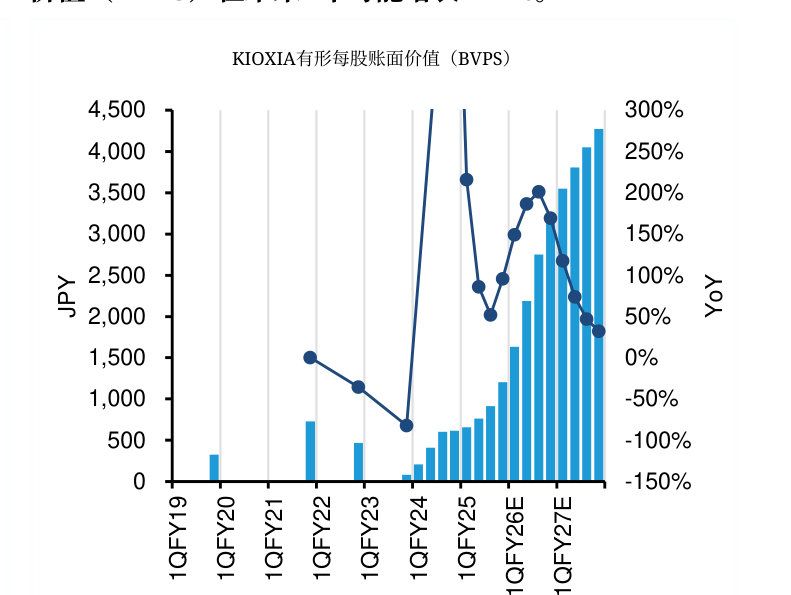 KIOXIA有形每股账面价值（BVPS）
4,500
4,000
3,500
3,000
2,500
2,000
1,500
1,000
500
0
JPY
300%
250%
200%
150%
100%
50%
0%
-50%
-100%
-150%
YoY
1QFY19
1QFY20
1QFY21
1QFY22
1QFY23
1QFY24
1QFY25
1QFY26E
1QFY27E